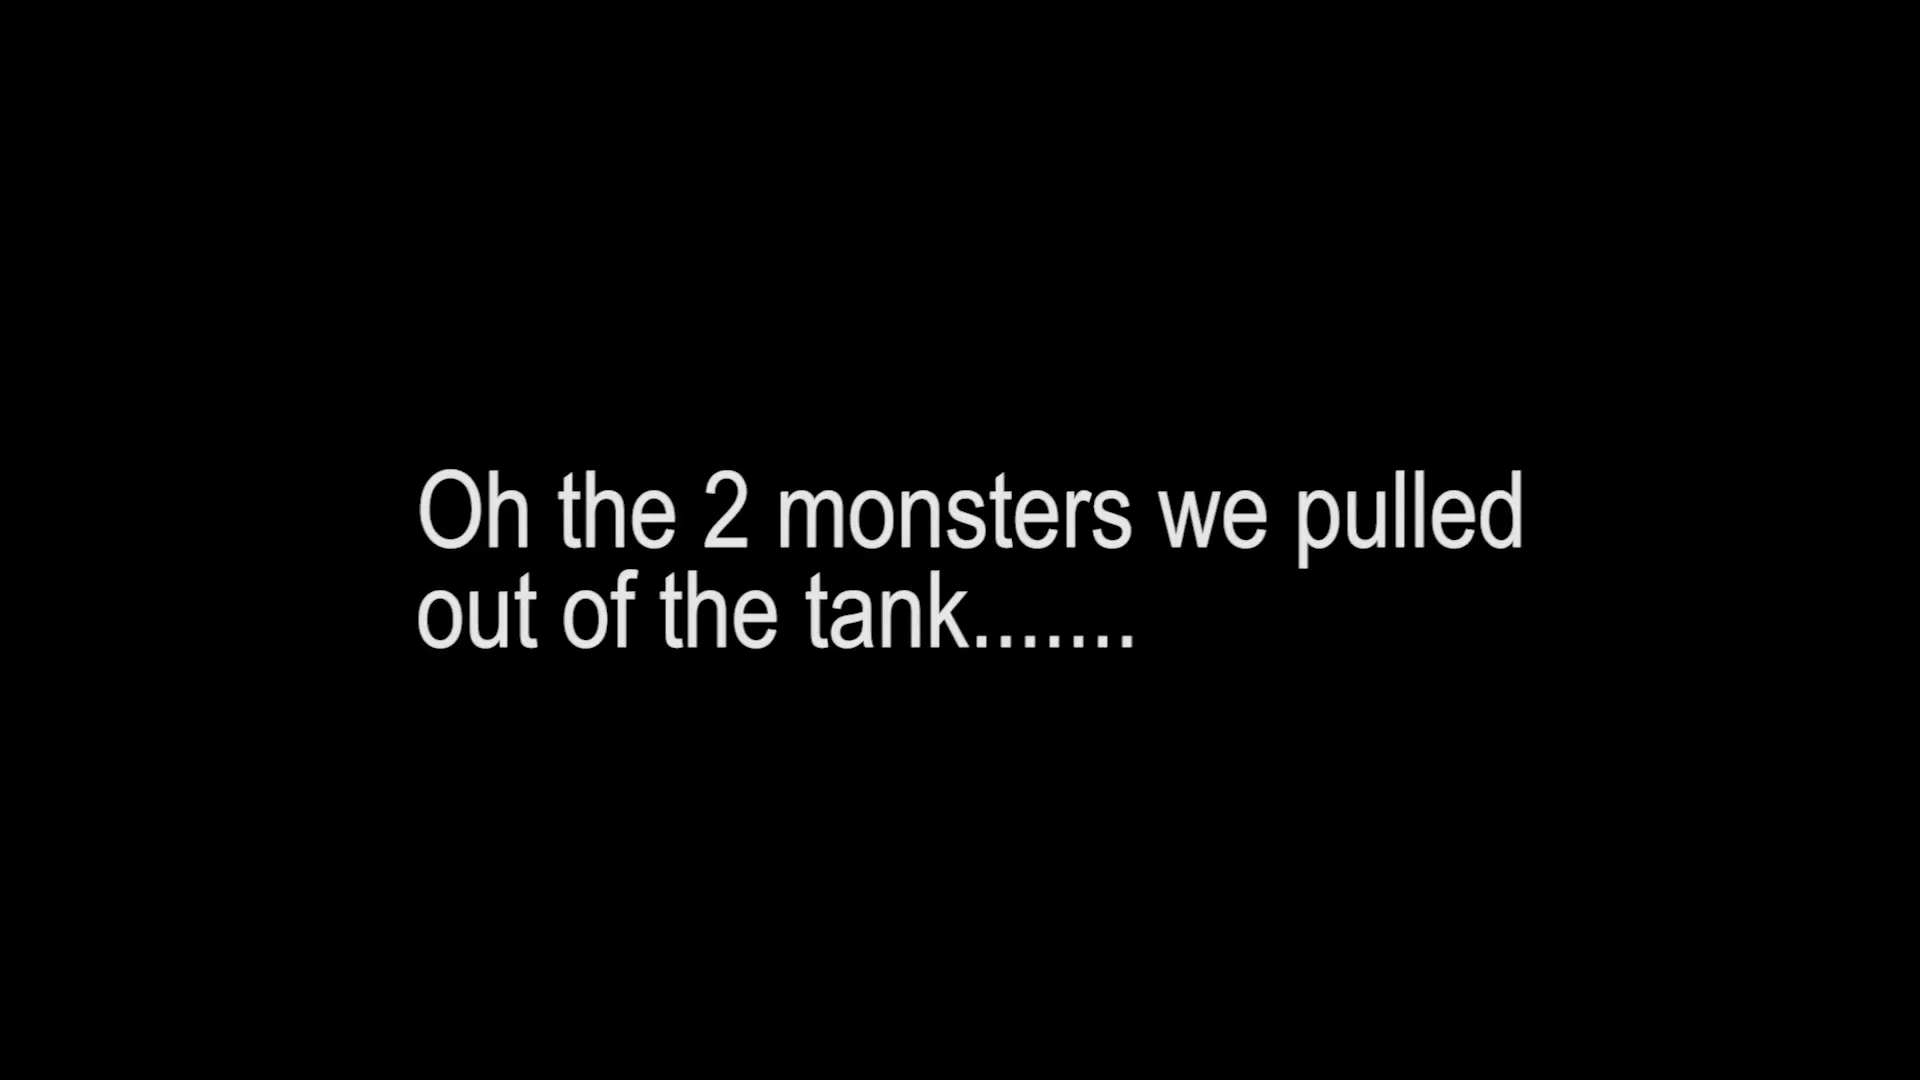 Oh the 2 monsters we pulled
out of the tank.......